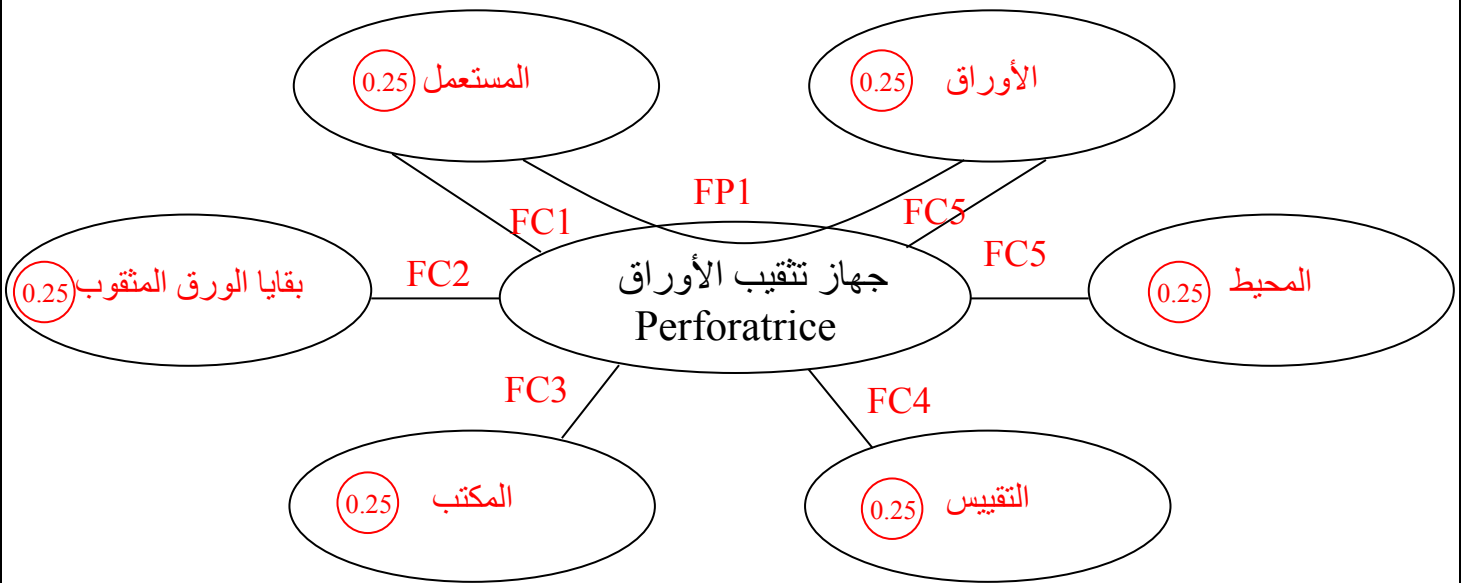 المستعمل 0.25
الأوراق 0.25
FP1
FC1
FC5
FC5
FC2
بقايا الورق المثقوب 0.25
جهاز تثقيب الأوراق
Perforatrice
المحيط 0.25
FC3
FC4
المكتب 0.25
التقييس 0.25